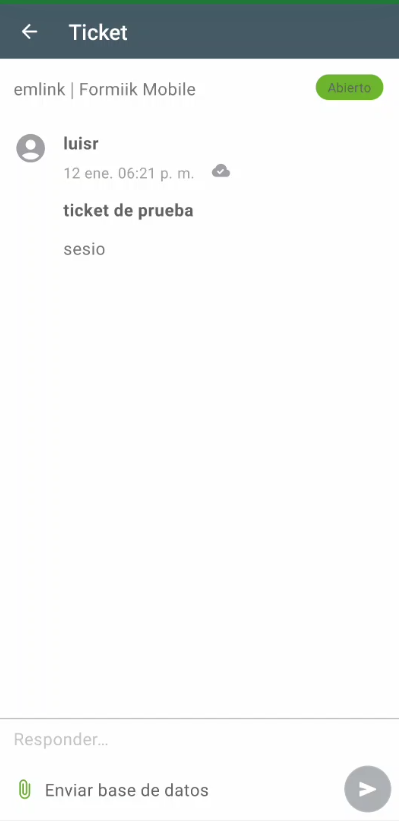 Ticket
emlink | Formiik Mobile
Abierto
luisr
12 ene. 06:21 p. m.
ticket de prueba
sesio
Responder...
Enviar base de datos